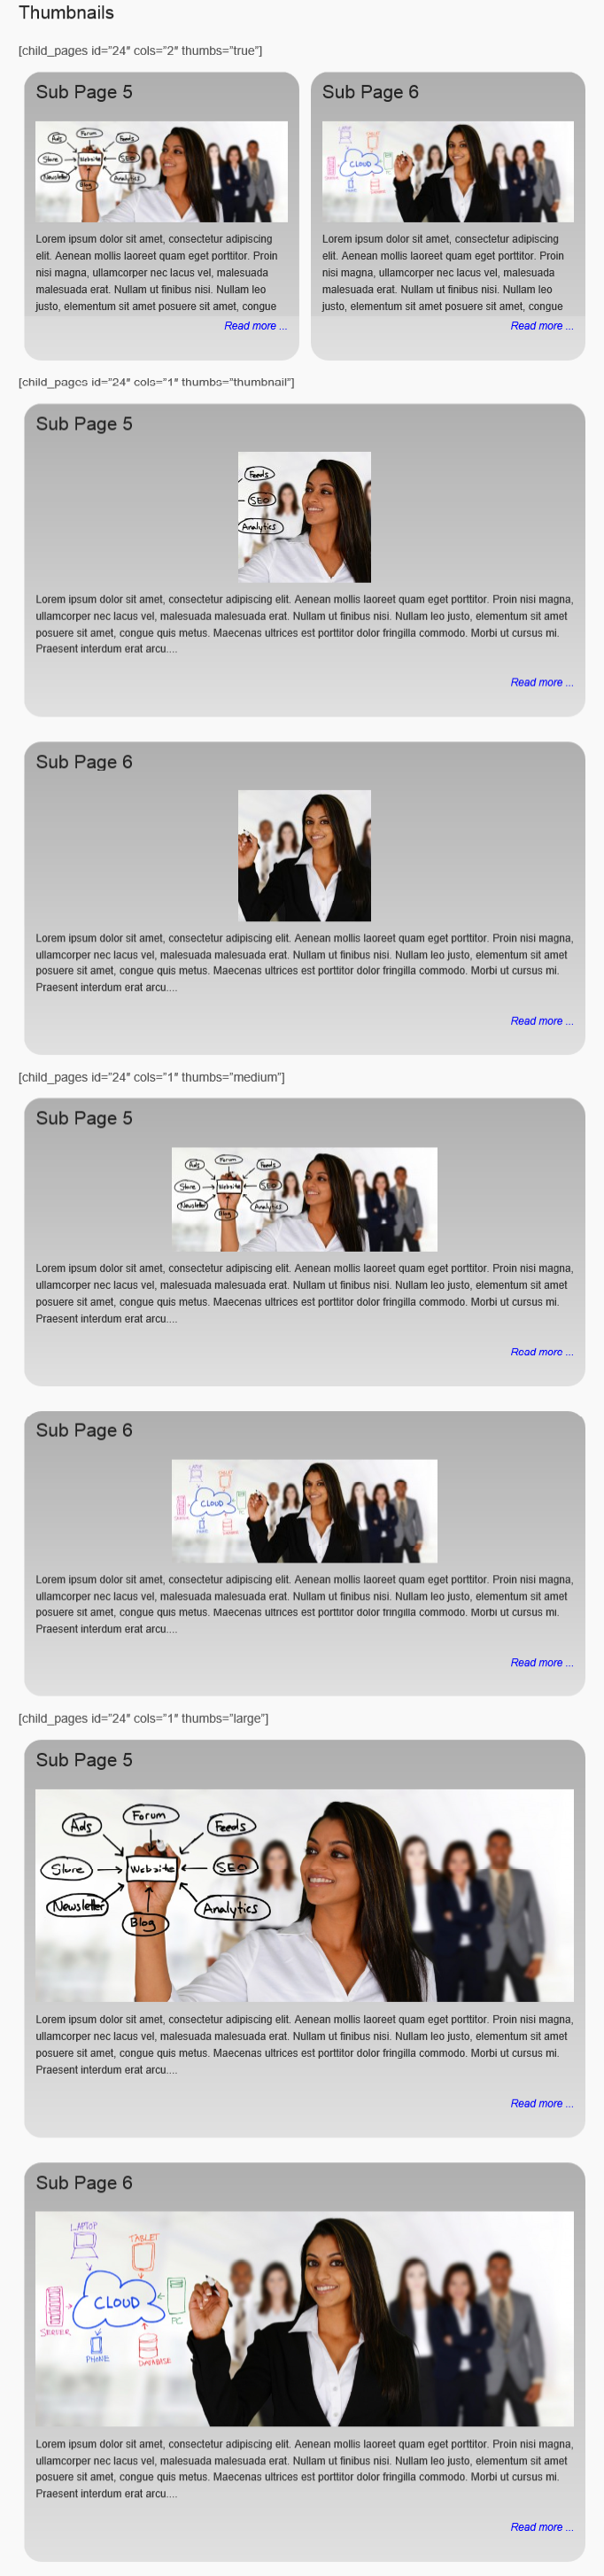 Thumbnails
[child_pages id=”24″ cols=”2″ thumbs=”true”]
Sub Page 5
Ads
Forum
Feeds
Store
Website
SEO
Newsletter
Blog
Analytics
Lorem ipsum dolor sit amet, consectetur adipiscing
elit. Aenean mollis laoreet quam eget porttitor. Proin
nisi magna, ullamcorper nec lacus vel, malesuada
malesuada erat. Nullam ut finibus nisi. Nullam leo
justo, elementum sit amet posuere sit amet, congue
Read more ...
Sub Page 6
LAPTOP
TABLET
CLOUD
PC
SERVER
PHONE
DATABASE
Lorem ipsum dolor sit amet, consectetur adipiscing
elit. Aenean mollis laoreet quam eget porttitor. Proin
nisi magna, ullamcorper nec lacus vel, malesuada
malesuada erat. Nullam ut finibus nisi. Nullam leo
justo, elementum sit amet posuere sit amet, congue
Read more ...
[child_pages id=”24″ cols=”1″ thumbs=”thumbnail”]
Sub Page 5
Feeds
SEO
Analytics
Lorem ipsum dolor sit amet, consectetur adipiscing elit. Aenean mollis laoreet quam eget porttitor. Proin nisi magna,
ullamcorper nec lacus vel, malesuada malesuada erat. Nullam ut finibus nisi. Nullam leo justo, elementum sit amet
posuere sit amet, congue quis metus. Maecenas ultrices est porttitor dolor fringilla commodo. Morbi ut cursus mi.
Praesent interdum erat arcu....
Read more ...
Sub Page 6
Lorem ipsum dolor sit amet, consectetur adipiscing elit. Aenean mollis laoreet quam eget porttitor. Proin nisi magna,
ullamcorper nec lacus vel, malesuada malesuada erat. Nullam ut finibus nisi. Nullam leo justo, elementum sit amet
posuere sit amet, congue quis metus. Maecenas ultrices est porttitor dolor fringilla commodo. Morbi ut cursus mi.
Praesent interdum erat arcu....
Read more ...
[child_pages id=”24″ cols=”1″ thumbs=”medium”]
Sub Page 5
Ads
Forum
Feeds
Store
Website
SEO
Newsletter
Blog
Analytics
Lorem ipsum dolor sit amet, consectetur adipiscing elit. Aenean mollis laoreet quam eget porttitor. Proin nisi magna,
ullamcorper nec lacus vel, malesuada malesuada erat. Nullam ut finibus nisi. Nullam leo justo, elementum sit amet
posuere sit amet, congue quis metus. Maecenas ultrices est porttitor dolor fringilla commodo. Morbi ut cursus mi.
Praesent interdum erat arcu....
Read more ...
Sub Page 6
LAPTOP
TABLET
CLOUD
PC
SERVER
PHONE
DATABASE
Lorem ipsum dolor sit amet, consectetur adipiscing elit. Aenean mollis laoreet quam eget porttitor. Proin nisi magna,
ullamcorper nec lacus vel, malesuada malesuada erat. Nullam ut finibus nisi. Nullam leo justo, elementum sit amet
posuere sit amet, congue quis metus. Maecenas ultrices est porttitor dolor fringilla commodo. Morbi ut cursus mi.
Praesent interdum erat arcu....
Read more ...
[child_pages id=”24″ cols=”1″ thumbs=”large”]
Sub Page 5
Ads
Forum
Feeds
Store
Website
SEO
Newsletter
Blog
Analytics
Lorem ipsum dolor sit amet, consectetur adipiscing elit. Aenean mollis laoreet quam eget porttitor. Proin nisi magna,
ullamcorper nec lacus vel, malesuada malesuada erat. Nullam ut finibus nisi. Nullam leo justo, elementum sit amet
posuere sit amet, congue quis metus. Maecenas ultrices est porttitor dolor fringilla commodo. Morbi ut cursus mi.
Praesent interdum erat arcu....
Read more ...
Sub Page 6
LAPTOP
TABLET
CLOUD
PC
SERVER
PHONE
DATABASE
Lorem ipsum dolor sit amet, consectetur adipiscing elit. Aenean mollis laoreet quam eget porttitor. Proin nisi magna,
ullamcorper nec lacus vel, malesuada malesuada erat. Nullam ut finibus nisi. Nullam leo justo, elementum sit amet
posuere sit amet, congue quis metus. Maecenas ultrices est porttitor dolor fringilla commodo. Morbi ut cursus mi.
Praesent interdum erat arcu....
Read more ...